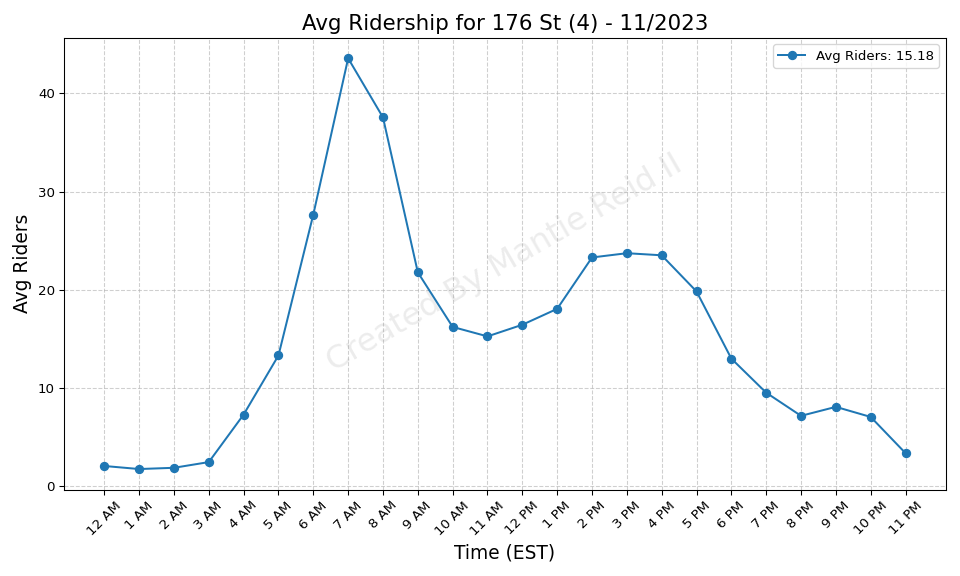 Avg Ridership for 176 St (4) - 11/2023
Avg Riders: 15.18
Avg Riders
40
30
20
10
0
Created By Mantie Reid II
12 AM
1 AM
2 AM
3 AM
4 AM
5 AM
6 AM
7 AM
8 AM
9 AM
10 AM
11 AM
12 PM
1 PM
2 PM
3 PM
4 PM
5 PM
6 PM
7 PM
8 PM
9 PM
10 PM
11 PM
Time (EST)